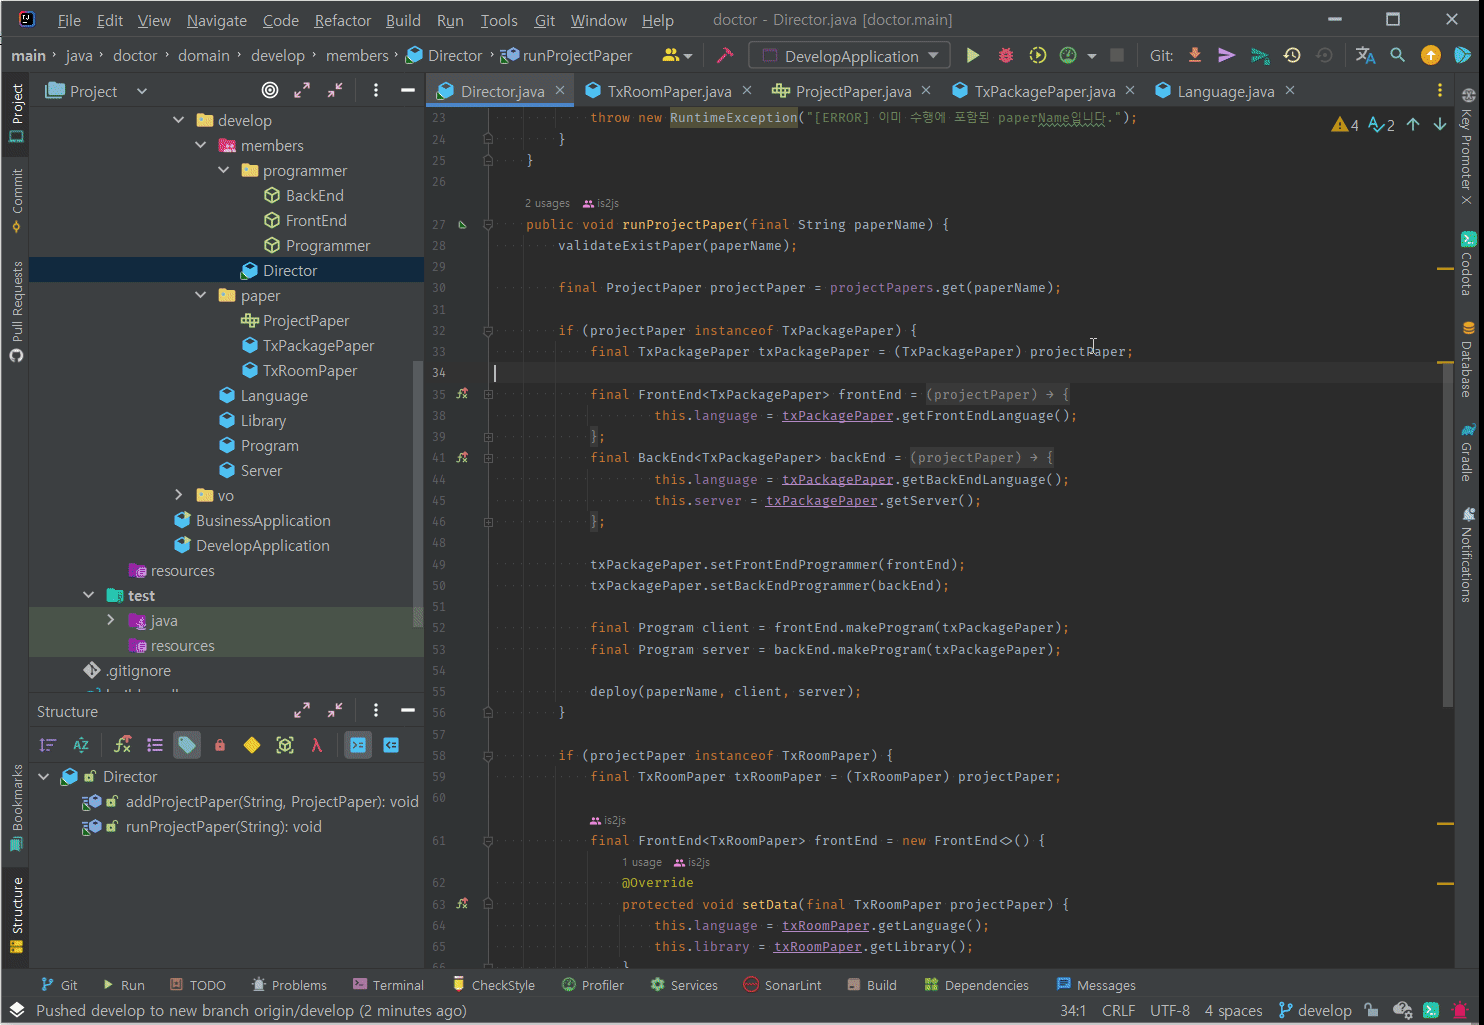 File Edit View Navigate Code Refactor Build Run Tools Git Window Help doctor - Director.java [doctor.main]
main java doctor domain develop members Director runProjectPaper DevelopApplication Git:
Project
Director.java TxRoomPaper.java ProjectPaper.java TxPackagePaper.java Language.java
develop
members
programmer
BackEnd
FrontEnd
Programmer
Director
paper
ProjectPaper
TxPackagePaper
TxRoomPaper
Language
Library
Program
Server
vo
BusinessApplication
DevelopApplication
resources
test
java
resources
.gitignore
Structure
Director
addProjectPaper(String, ProjectPaper): void
runProjectPaper(String): void
Project
Commit
Pull Requests
Bookmarks
Structure
4 2
23 throw new RuntimeException("[ERROR] 이미 수행에 포함된 paperName입니다.");
24 }
25 }
26
2 usages is2js
27 public void runProjectPaper(final String paperName) {
28 validateExistPaper(paperName);
29
30 final ProjectPaper projectPaper = projectPapers.get(paperName);
31
32 if (projectPaper instanceof TxPackagePaper) {
33 final TxPackagePaper txPackagePaper = (TxPackagePaper) projectPaper;
34
35 final FrontEnd<TxPackagePaper> frontEnd = (projectPaper) → {
38 this.language = txPackagePaper.getFrontEndLanguage();
39 };
41 final BackEnd<TxPackagePaper> backEnd = (projectPaper) → {
44 this.language = txPackagePaper.getBackEndLanguage();
45 this.server = txPackagePaper.getServer();
46 };
48
49 txPackagePaper.setFrontEndProgrammer(frontEnd);
50 txPackagePaper.setBackEndProgrammer(backEnd);
51
52 final Program client = frontEnd.makeProgram(txPackagePaper);
53 final Program server = backEnd.makeProgram(txPackagePaper);
54
55 deploy(paperName, client, server);
56 }
57
58 if (projectPaper instanceof TxRoomPaper) {
59 final TxRoomPaper txRoomPaper = (TxRoomPaper) projectPaper;
60
is2js
61 final FrontEnd<TxRoomPaper> frontEnd = new FrontEnd<>() {
1 usage is2js
62 @Override
63 protected void setData(final TxRoomPaper projectPaper) {
64 this.language = txRoomPaper.getLanguage();
65 this.library = txRoomPaper.getLibrary();
66 }
Key Promoter X
Codota
Database
Gradle
Notifications
Git Run TODO Problems Terminal CheckStyle Profiler Services SonarLint Build Dependencies Messages
Pushed develop to new branch origin/develop (2 minutes ago) 34:1 CRLF UTF-8 4 spaces develop